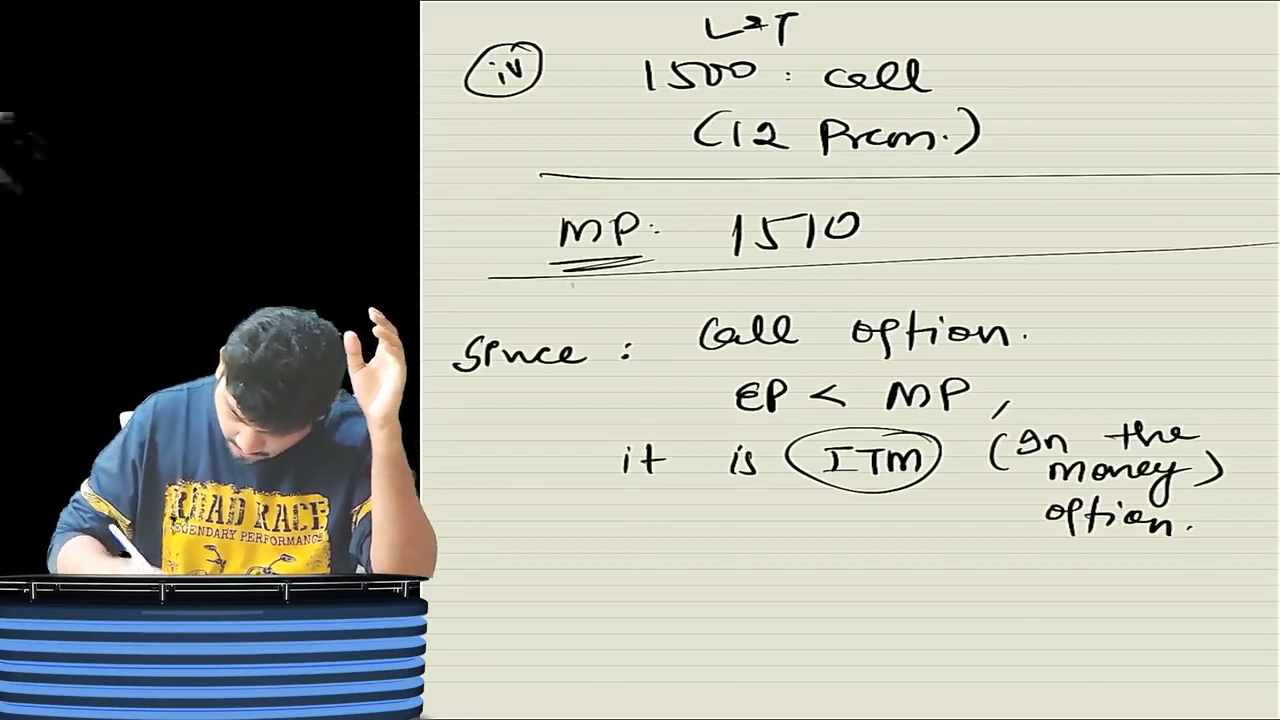 L&T
iv 1500 : call
(12 Prem.)
MP: 1510
Since : Call option.
EP < MP,
it is ITM (In the
money)
option.
ROAD RACE
LEGENDARY PERFORMANCE